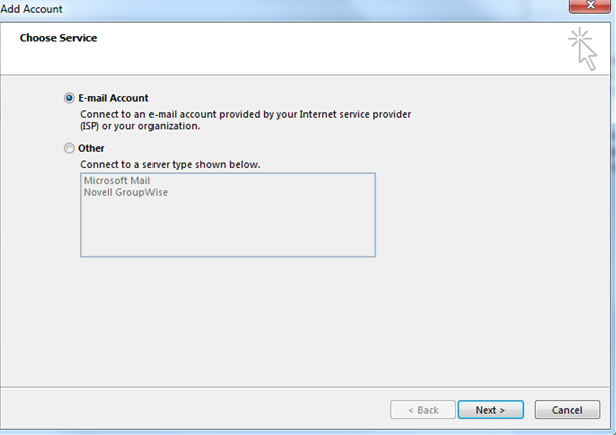 Add Account
Choose Service
E-mail Account
Connect to an e-mail account provided by your Internet service provider
(ISP) or your organization.
Other
Connect to a server type shown below.
Microsoft Mail
Novell GroupWise
< Back
Next >
Cancel